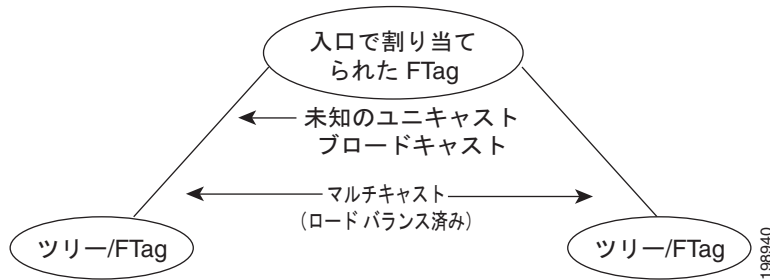 入口で割り当て
られた FTag
未知のユニキャスト
ブロードキャスト
マルチキャスト
(ロード バランス済み)
ツリー/FTag
ツリー/FTag
198940